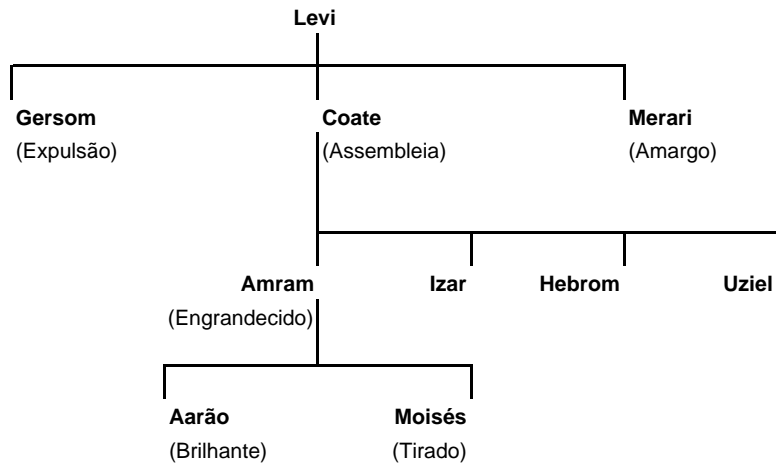 Levi
Gersom Coate Merari
(Expulsão) (Assembleia) (Amargo)
Amram Izar Hebrom Uziel
(Engrandecido)
Aarão Moisés
(Brilhante) (Tirado)